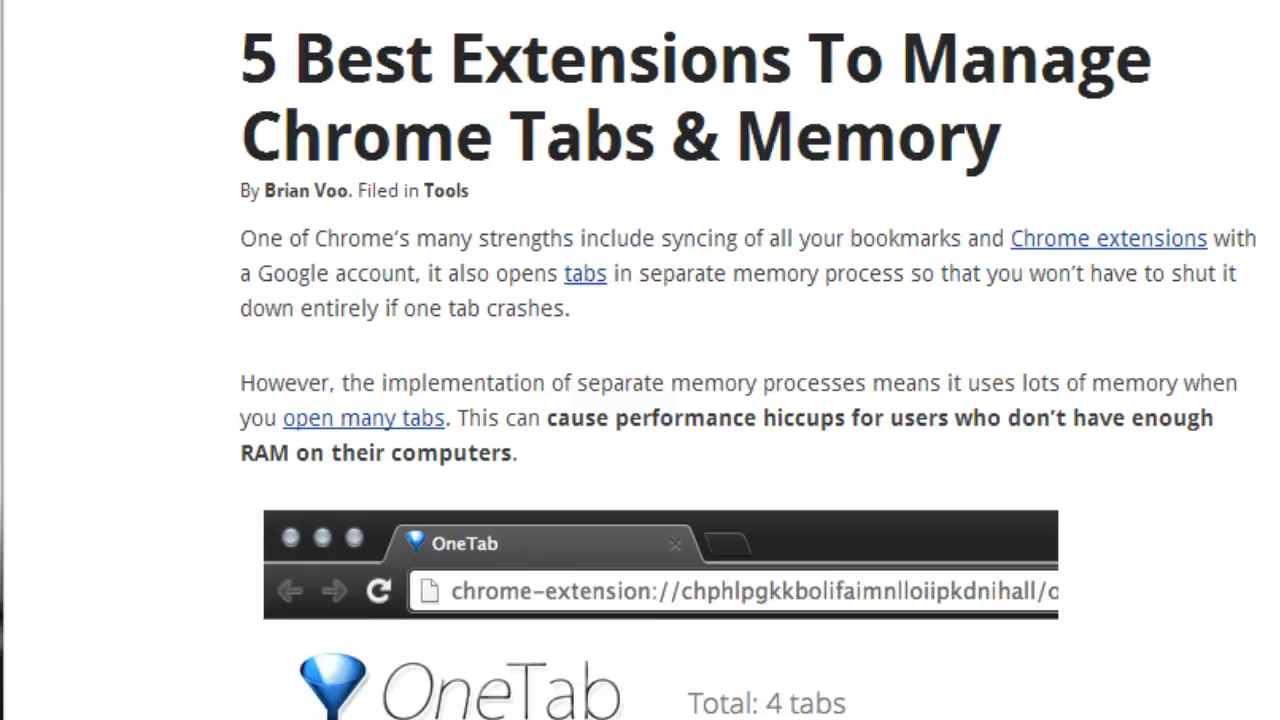 5 Best Extensions To Manage
Chrome Tabs & Memory
By Brian Voo. Filed in Tools
One of Chrome’s many strengths include syncing of all your bookmarks and Chrome extensions with
a Google account, it also opens tabs in separate memory process so that you won’t have to shut it
down entirely if one tab crashes.
However, the implementation of separate memory processes means it uses lots of memory when
you open many tabs. This can cause performance hiccups for users who don’t have enough
RAM on their computers.
OneTab
chrome-extension://chphlpgkkbolifaimnlloiipkdnihall/o
OneTab
Total: 4 tabs